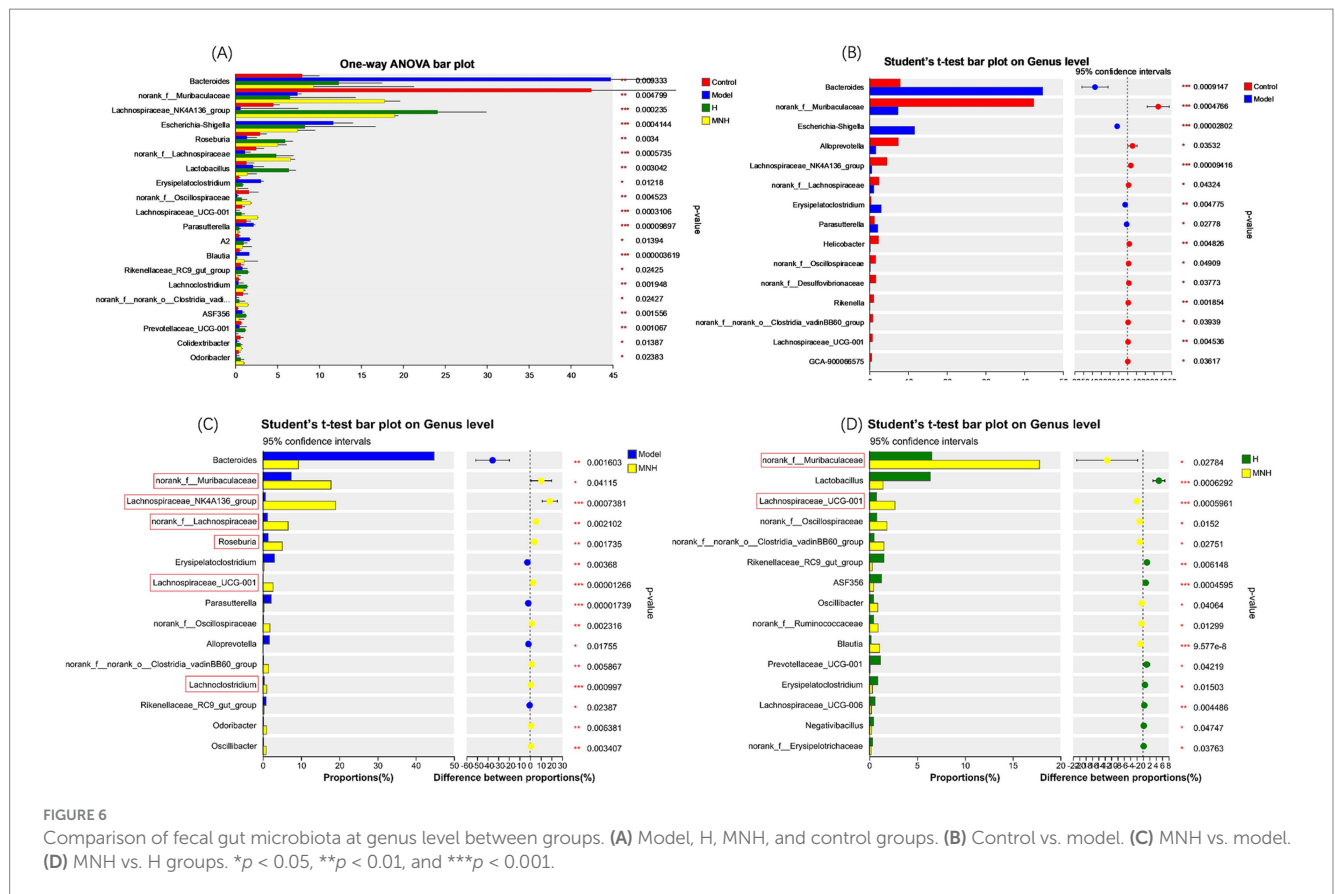 (A)
One-way ANOVA bar plot
Bacteroides
norank_f__Muribaculaceae
Lachnospiraceae_NK4A136_group
Escherichia-Shigella
Roseburia
norank_f__Lachnospiraceae
Lactobacillus
Erysipelatoclostridium
norank_f__Oscillospiraceae
Lachnospiraceae_UCG-001
Parasutterella
A2
Blautia
Rikenellaceae_RC9_gut_group
Lachnoclostridium
norank_f__norank_o__Clostridia_vadi...
ASF356
Prevotellaceae_UCG-001
Colidextribacter
Odoribacter
0 5 10 15 20 25 30 35 40 45
** 0.009333
** 0.004799
*** 0.000235
*** 0.0004144
** 0.0034
*** 0.0005735
** 0.003042
* 0.01218
** 0.004523
*** 0.0003106
*** 0.00009897
* 0.01394
*** 0.000003619
* 0.02425
** 0.001948
* 0.02427
** 0.001556
** 0.001067
* 0.01387
* 0.02383
p-value
Control
Model
H
MNH
(B)
Student's t-test bar plot on Genus level
95% confidence intervals
Bacteroides
norank_f__Muribaculaceae
Escherichia-Shigella
Alloprevotella
Lachnospiraceae_NK4A136_group
norank_f__Lachnospiraceae
Erysipelatoclostridium
Parasutterella
Helicobacter
norank_f__Oscillospiraceae
norank_f__Desulfovibrionaceae
Rikenella
norank_f__norank_o__Clostridia_vadinBB60_group
Lachnospiraceae_UCG-001
GCA-900066575
*** 0.0009147
*** 0.0004766
*** 0.00002802
* 0.03532
*** 0.00009416
* 0.04324
** 0.004775
* 0.02778
** 0.004826
* 0.04909
* 0.03773
** 0.001854
* 0.03939
** 0.004536
* 0.03617
p-value
Control
Model
(C)
Student's t-test bar plot on Genus level
95% confidence intervals
Bacteroides
norank_f__Muribaculaceae
Lachnospiraceae_NK4A136_group
norank_f__Lachnospiraceae
Roseburia
Erysipelatoclostridium
Lachnospiraceae_UCG-001
Parasutterella
norank_f__Oscillospiraceae
Alloprevotella
norank_f__norank_o__Clostridia_vadinBB60_group
Lachnoclostridium
Rikenellaceae_RC9_gut_group
Odoribacter
Oscillibacter
0 10 20 30 40 50
Proportions(%)
-60-50-40-30-20-10 0 10 20 30
Difference between proportions(%)
** 0.001603
* 0.04115
*** 0.0007381
** 0.002102
** 0.001735
** 0.00368
*** 0.00001266
*** 0.00001739
** 0.002316
* 0.01755
** 0.005867
*** 0.000997
* 0.02387
** 0.006381
** 0.003407
p-value
Model
MNH
(D)
Student's t-test bar plot on Genus level
95% confidence intervals
norank_f__Muribaculaceae
Lactobacillus
Lachnospiraceae_UCG-001
norank_f__Oscillospiraceae
norank_f__norank_o__Clostridia_vadinBB60_group
Rikenellaceae_RC9_gut_group
ASF356
Oscillibacter
norank_f__Ruminococcaceae
Blautia
Prevotellaceae_UCG-001
Erysipelatoclostridium
Lachnospiraceae_UCG-006
Negativibacillus
norank_f__Erysipelotrichaceae
0 5 10 15 20
Proportions(%)
Difference between proportions(%)
* 0.02784
*** 0.0006292
*** 0.0005961
* 0.0152
* 0.02751
** 0.006148
*** 0.0004595
* 0.04064
* 0.01299
*** 9.577e-8
* 0.04219
* 0.01503
** 0.004486
* 0.04747
* 0.03763
p-value
H
MNH
FIGURE 6
Comparison of fecal gut microbiota at genus level between groups. (A) Model, H, MNH, and control groups. (B) Control vs. model. (C) MNH vs. model.
(D) MNH vs. H groups. *p < 0.05, **p < 0.01, and ***p < 0.001.